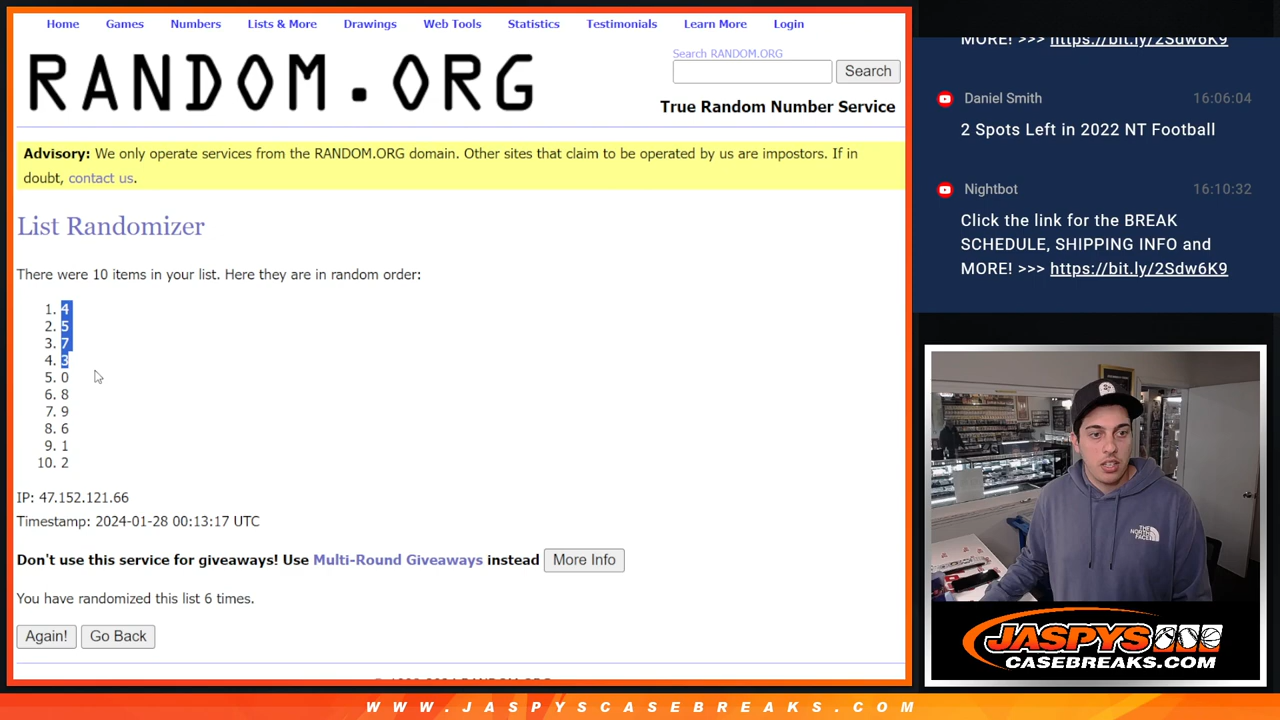 Home Games Numbers Lists & More Drawings Web Tools Statistics Testimonials Learn More Login
RANDOM.ORG
Search RANDOM.ORG
Search
True Random Number Service
Advisory: We only operate services from the RANDOM.ORG domain. Other sites that claim to be operated by us are impostors. If in
doubt, contact us.
List Randomizer
There were 10 items in your list. Here they are in random order:
1. 4
2. 5
3. 7
4. 3
5. 0
6. 8
7. 9
8. 6
9. 1
10. 2
IP: 47.152.121.66
Timestamp: 2024-01-28 00:13:17 UTC
Don't use this service for giveaways! Use Multi-Round Giveaways instead More Info
You have randomized this list 6 times.
Again! Go Back
MORE! >>> https://bit.ly/2Sdw6K9
Daniel Smith 16:06:04
2 Spots Left in 2022 NT Football
Nightbot 16:10:32
Click the link for the BREAK
SCHEDULE, SHIPPING INFO and
MORE! >>> https://bit.ly/2Sdw6K9
THE
NORTH
FACE
JASPYS
CASEBREAKS.COM
WWW.JASPYSCASEBREAKS.COM